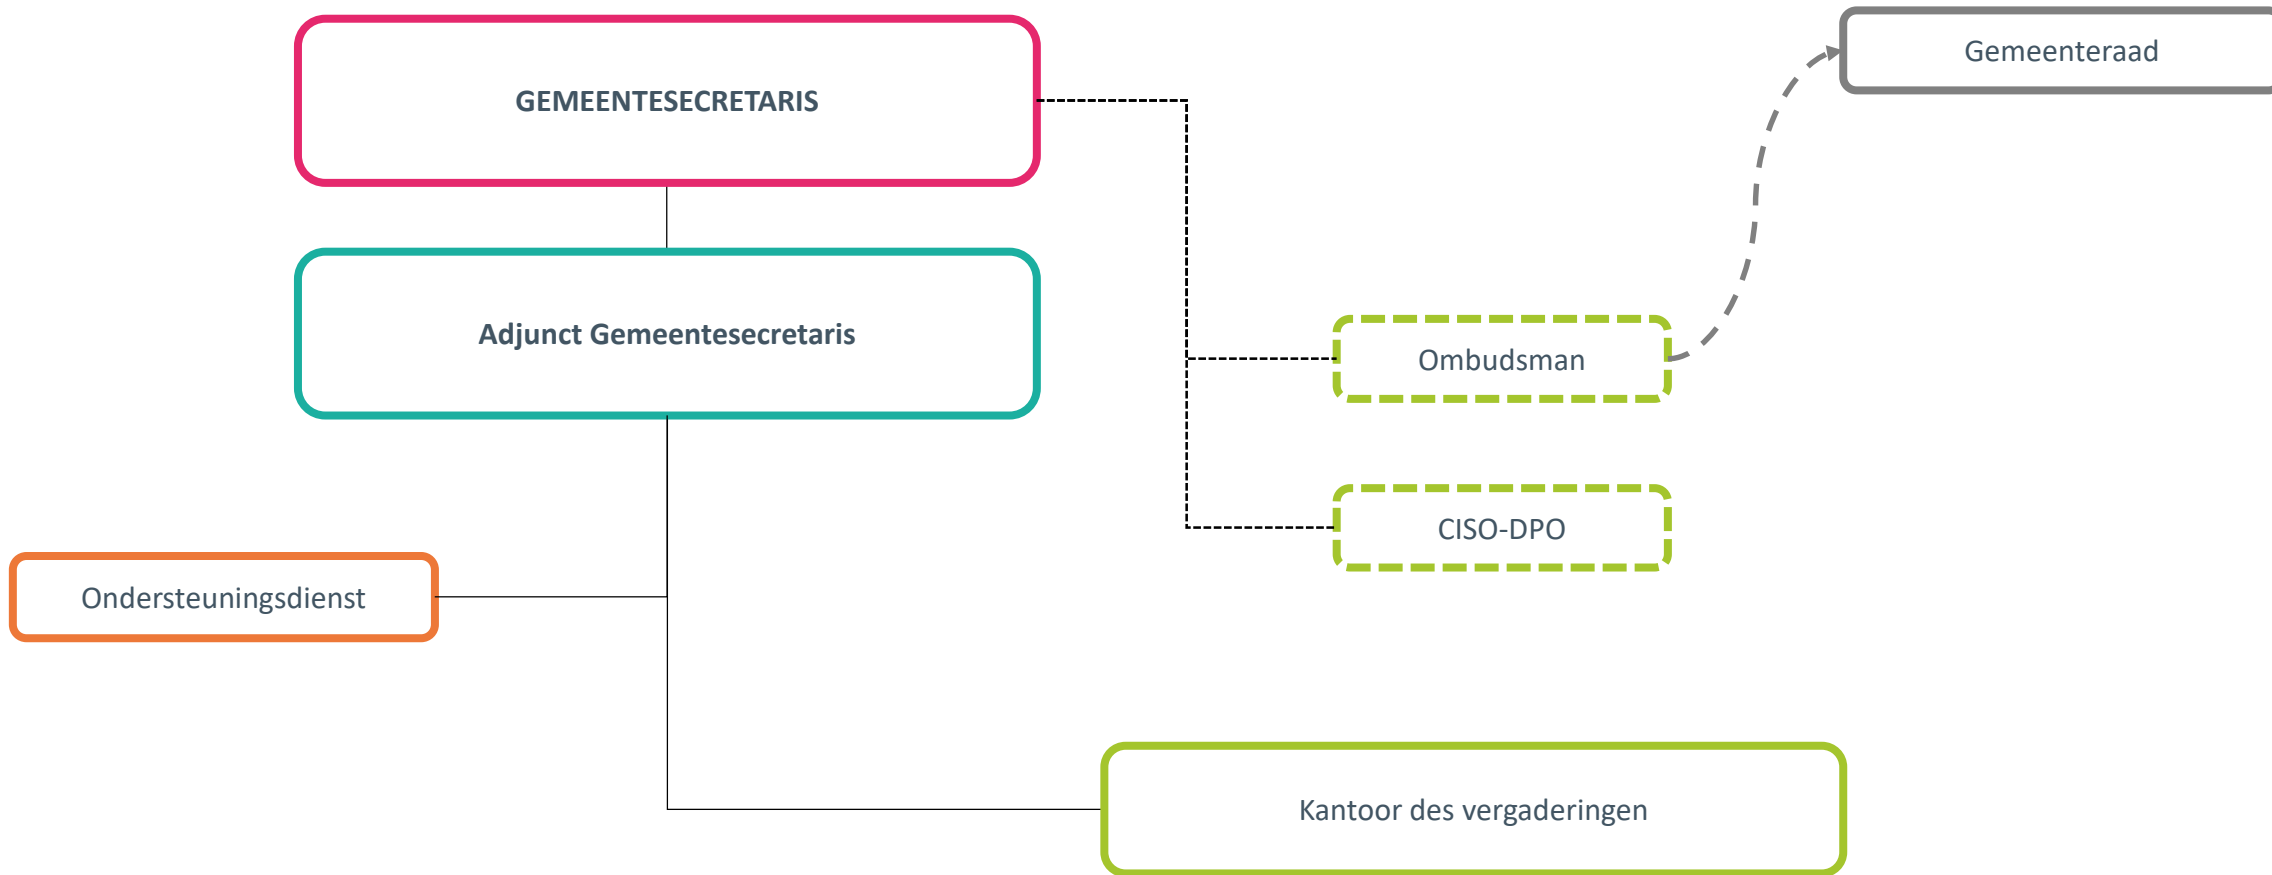 Gemeenteraad
GEMEENTESECRETARIS
Adjunct Gemeentesecretaris
Ombudsman
CISO-DPO
Ondersteuningsdienst
Kantoor des vergaderingen